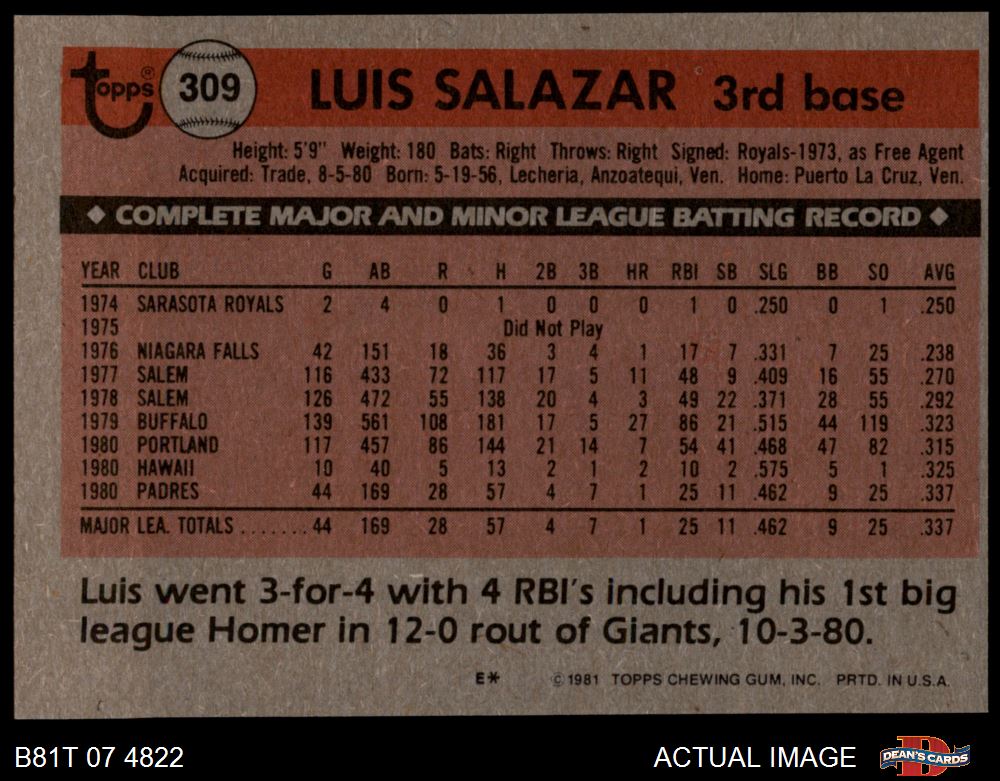 Topps® 309 LUIS SALAZAR 3rd base
Height: 5'9" Weight: 180 Bats: Right Throws: Right Signed: Royals-1973, as Free Agent
Acquired: Trade, 8-5-80 Born: 5-19-56, Lecheria, Anzoatequi, Ven. Home: Puerto La Cruz, Ven.
◆ COMPLETE MAJOR AND MINOR LEAGUE BATTING RECORD ◆
YEAR CLUB G AB R H 2B 3B HR RBI SB SLG BB SO AVG
1974 SARASOTA ROYALS 2 4 0 1 0 0 0 1 0 .250 0 1 .250
1975 Did Not Play
1976 NIAGARA FALLS 42 151 18 36 3 4 1 17 7 .331 7 25 .238
1977 SALEM 116 433 72 117 17 5 11 48 9 .409 16 55 .270
1978 SALEM 126 472 55 138 20 4 3 49 22 .371 28 55 .292
1979 BUFFALO 139 561 108 181 17 5 27 86 21 .515 44 119 .323
1980 PORTLAND 117 457 86 144 21 14 7 54 41 .468 47 82 .315
1980 HAWAII 10 40 5 13 2 1 2 10 2 .575 5 1 .325
1980 PADRES 44 169 28 57 4 7 1 25 11 .462 9 25 .337
MAJOR LEA. TOTALS ....... 44 169 28 57 4 7 1 25 11 .462 9 25 .337
Luis went 3-for-4 with 4 RBI's including his 1st big
league Homer in 12-0 rout of Giants, 10-3-80.
E* © 1981 TOPPS CHEWING GUM, INC. PRTD. IN U.S.A.
B81T 07 4822 ACTUAL IMAGE DEAN'S CARDS